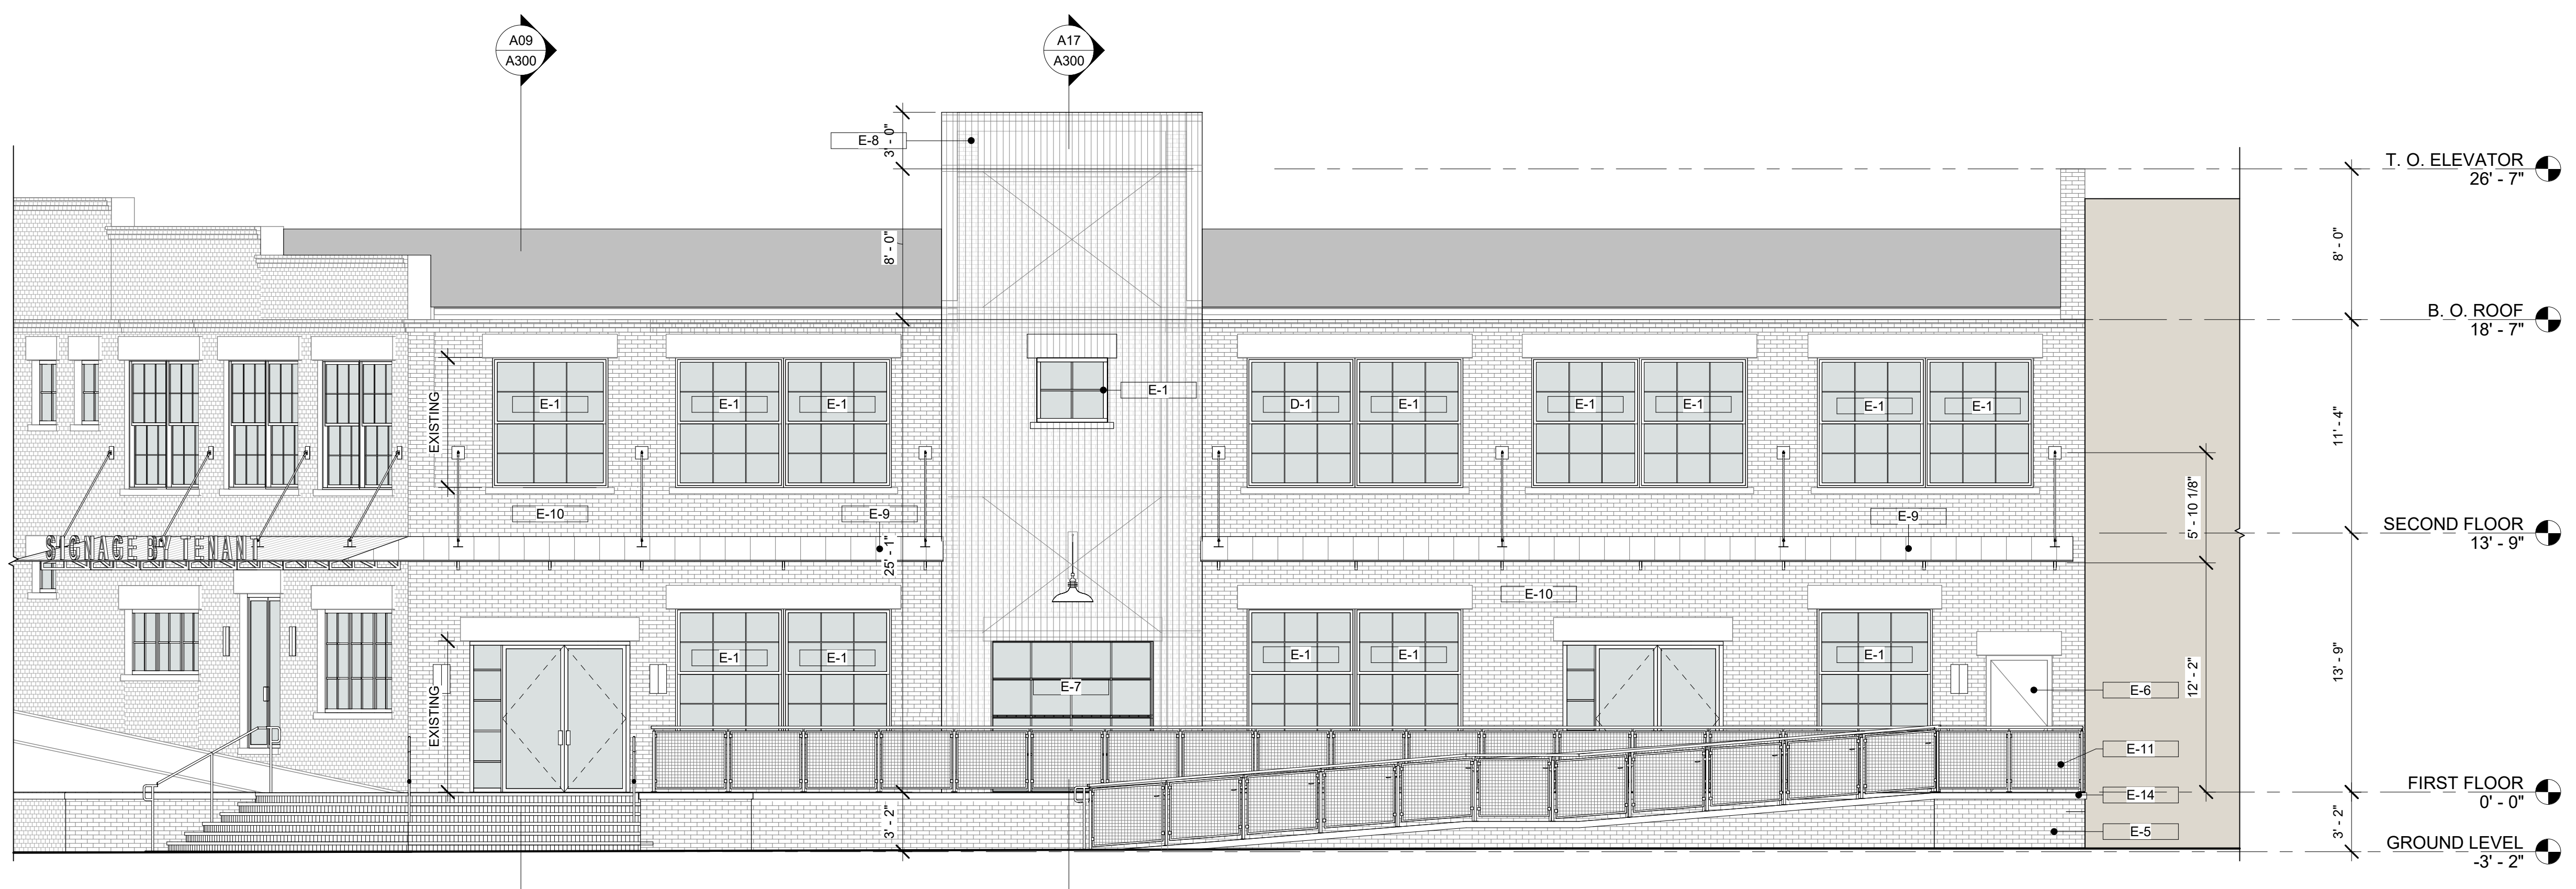 A09
A300
A17
A300
E-8
3' - 0"
T. O. ELEVATOR
26' - 7"
8' - 0"
8' - 0"
B. O. ROOF
18' - 7"
EXISTING
E-1
E-1
E-1
E-1
D-1
E-1
E-1
E-1
E-1
E-1
11' - 4"
5' - 10 1/8"
E-10
E-9
E-9
SIGNAGE BY TENANT
25' - 1"
SECOND FLOOR
13' - 9"
E-10
EXISTING
E-1
E-1
E-7
E-1
E-1
E-1
E-6
12' - 2"
13' - 9"
E-11
E-14
FIRST FLOOR
0' - 0"
3' - 2"
E-5
3' - 2"
GROUND LEVEL
-3' - 2"